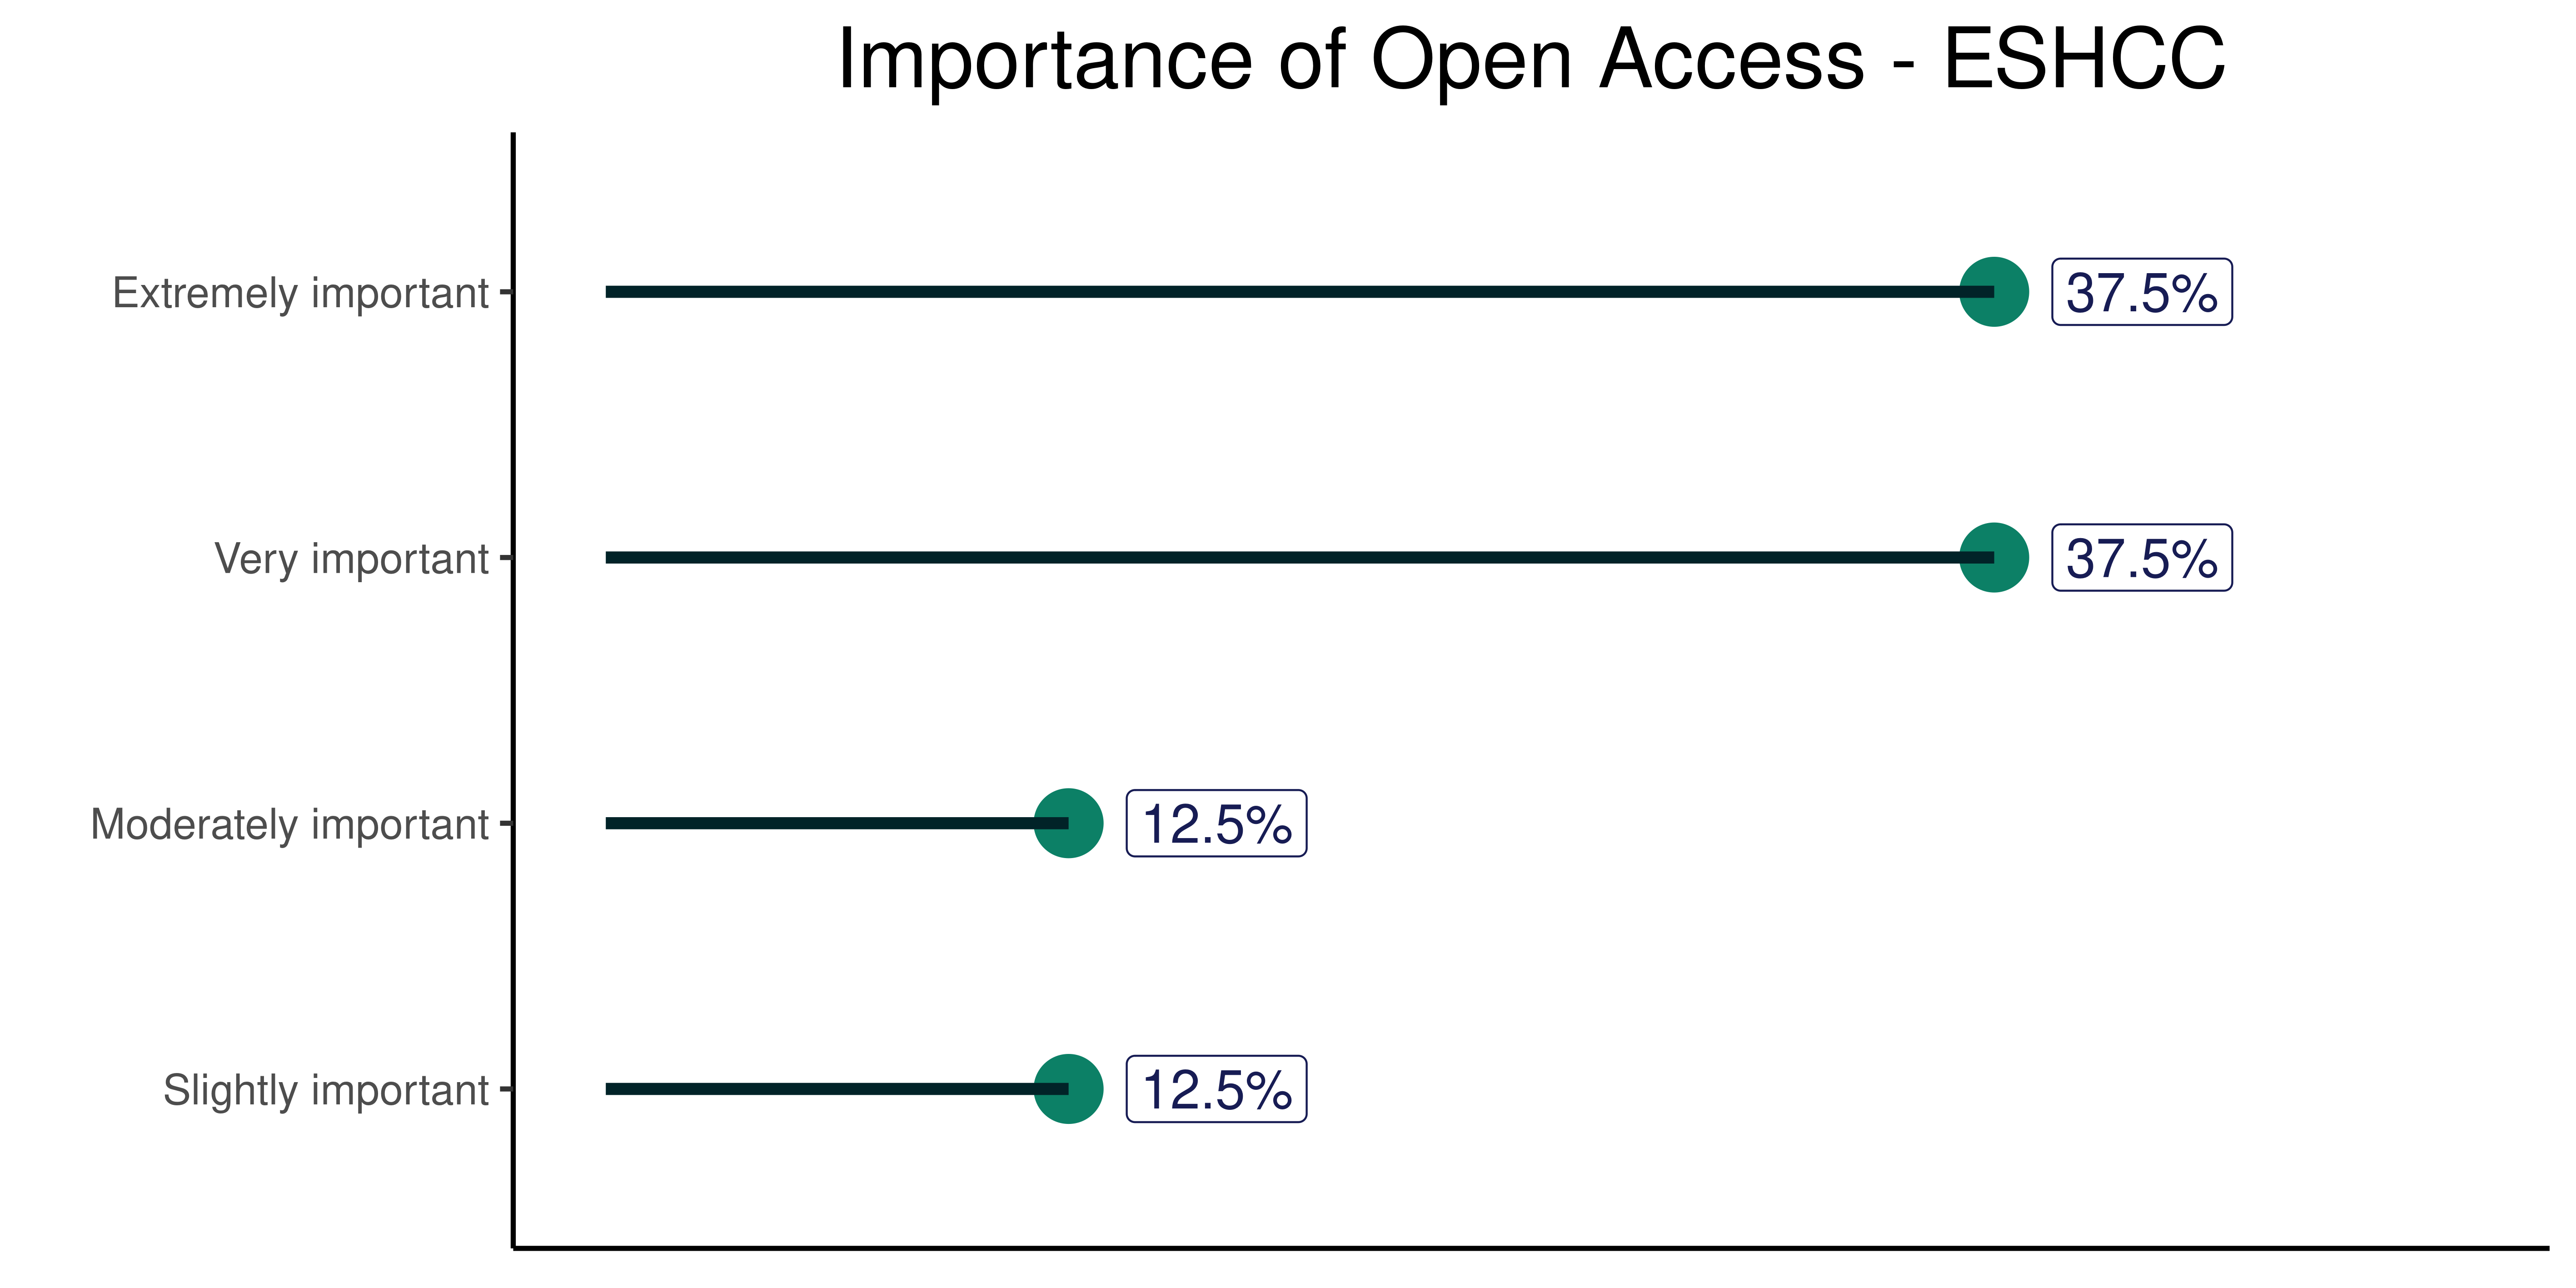 Importance of Open Access - ESHCC
Extremely important
37.5%
Very important
37.5%
Moderately important
12.5%
Slightly important
12.5%